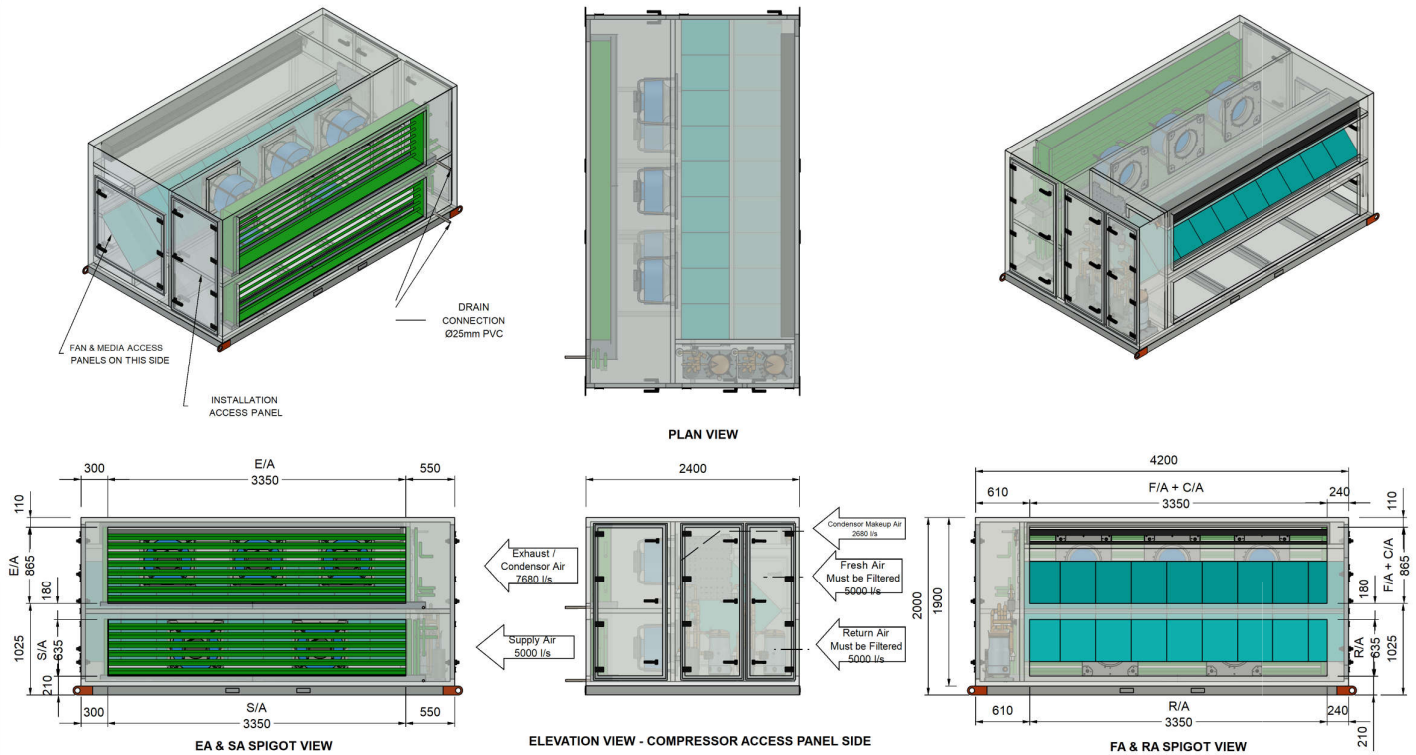 FAN & MEDIA ACCESS
PANELS ON THIS SIDE
INSTALLATION
ACCESS PANEL
DRAIN
CONNECTION
Ø25mm PVC
PLAN VIEW
300
E/A
3350
550
110
E/A
865
180
1025
S/A
635
210
300
S/A
3350
550
EA & SA SPIGOT VIEW
2400
Exhaust /
Condensor Air
7680 l/s
Supply Air
5000 l/s
Condensor Makeup Air
2680 l/s
Fresh Air
Must be Filtered
5000 l/s
Return Air
Must be Filtered
5000 l/s
ELEVATION VIEW - COMPRESSOR ACCESS PANEL SIDE
4200
610
F/A + C/A
3350
240
110
2000
1900
F/A + C/A
865
180
R/A
635
1025
210
610
R/A
3350
240
FA & RA SPIGOT VIEW